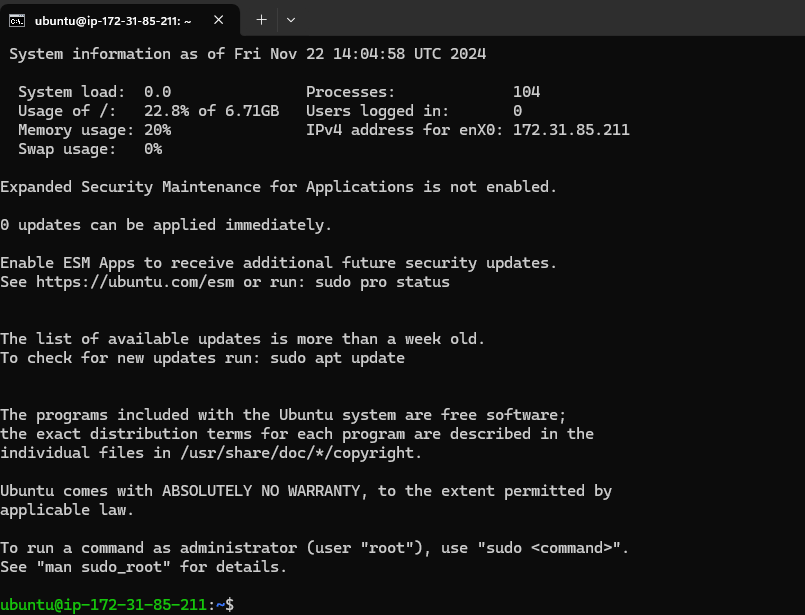 ubuntu@ip-172-31-85-211: ~
System information as of Fri Nov 22 14:04:58 UTC 2024
System load:  0.0                Processes:             104
Usage of /:   22.8% of 6.71GB   Users logged in:       0
Memory usage: 20%               IPv4 address for enX0: 172.31.85.211
Swap usage:   0%
Expanded Security Maintenance for Applications is not enabled.
0 updates can be applied immediately.
Enable ESM Apps to receive additional future security updates.
See https://ubuntu.com/esm or run: sudo pro status
The list of available updates is more than a week old.
To check for new updates run: sudo apt update
The programs included with the Ubuntu system are free software;
the exact distribution terms for each program are described in the
individual files in /usr/share/doc/*/copyright.
Ubuntu comes with ABSOLUTELY NO WARRANTY, to the extent permitted by
applicable law.
To run a command as administrator (user "root"), use "sudo <command>".
See "man sudo_root" for details.
ubuntu@ip-172-31-85-211:~$